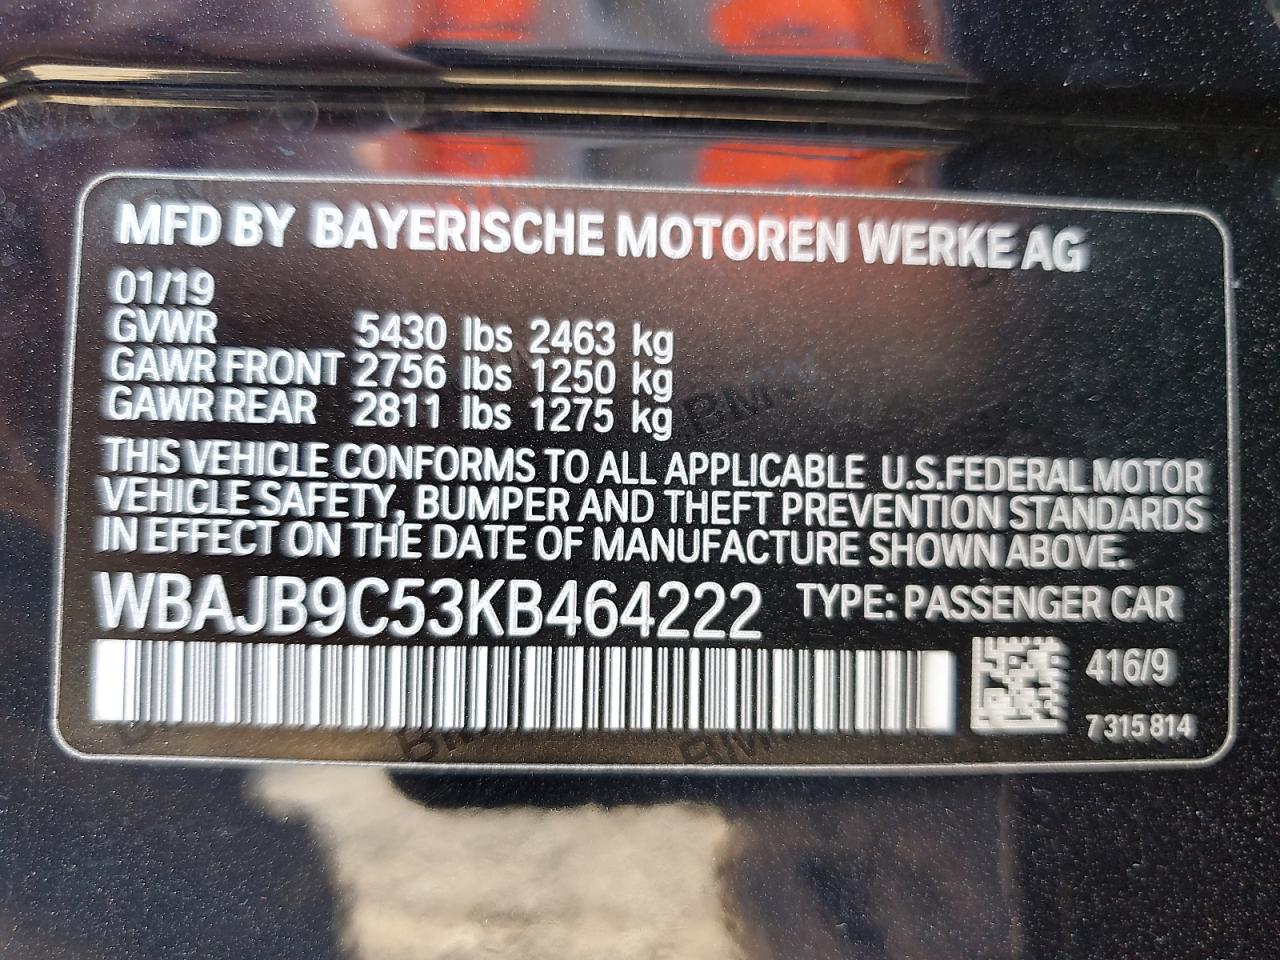 MFD BY BAYERISCHE MOTOREN WERKE AG
01/19
GVWR 5430 lbs 2463 kg
GAWR FRONT 2756 lbs 1250 kg
GAWR REAR 2811 lbs 1275 kg
THIS VEHICLE CONFORMS TO ALL APPLICABLE U.S.FEDERAL MOTOR
VEHICLE SAFETY, BUMPER AND THEFT PREVENTION STANDARDS
IN EFFECT ON THE DATE OF MANUFACTURE SHOWN ABOVE.
WBAJB9C53KB464222 TYPE: PASSENGER CAR
416/9
7 315 814